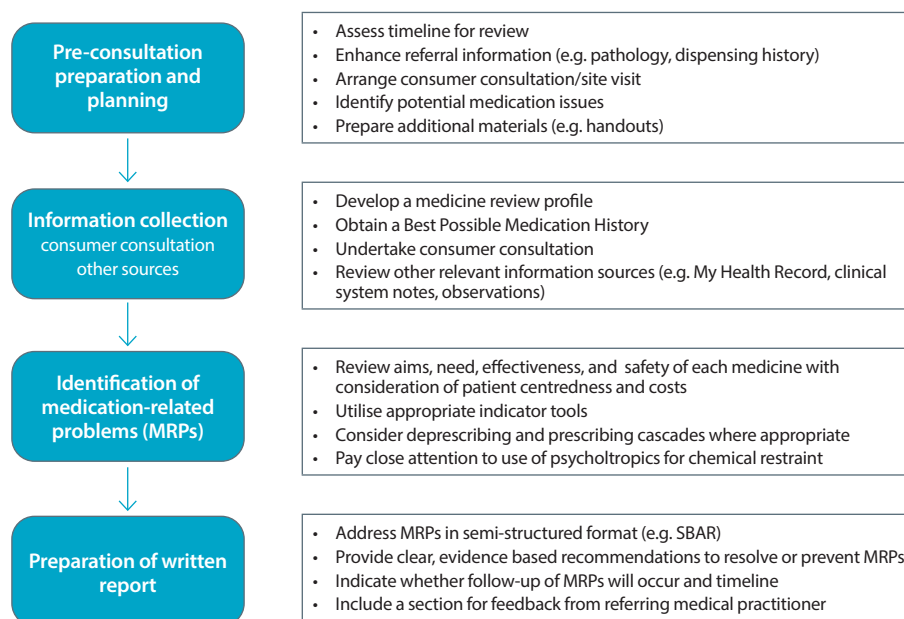 Pre-consultation
preparation and
planning
• Assess timeline for review
• Enhance referral information (e.g. pathology, dispensing history)
• Arrange consumer consultation/site visit
• Identify potential medication issues
• Prepare additional materials (e.g. handouts)
Information collection
consumer consultation
other sources
• Develop a medicine review profile
• Obtain a Best Possible Medication History
• Undertake consumer consultation
• Review other relevant information sources (e.g. My Health Record, clinical
system notes, observations)
Identification of
medication-related
problems (MRPs)
• Review aims, need, effectiveness, and safety of each medicine with
consideration of patient centredness and costs
• Utilise appropriate indicator tools
• Consider deprescribing and prescribing cascades where appropriate
• Pay close attention to use of psycholtropics for chemical restraint
Preparation of written
report
• Address MRPs in semi-structured format (e.g. SBAR)
• Provide clear, evidence based recommendations to resolve or prevent MRPs
• Indicate whether follow-up of MRPs will occur and timeline
• Include a section for feedback from referring medical practitioner